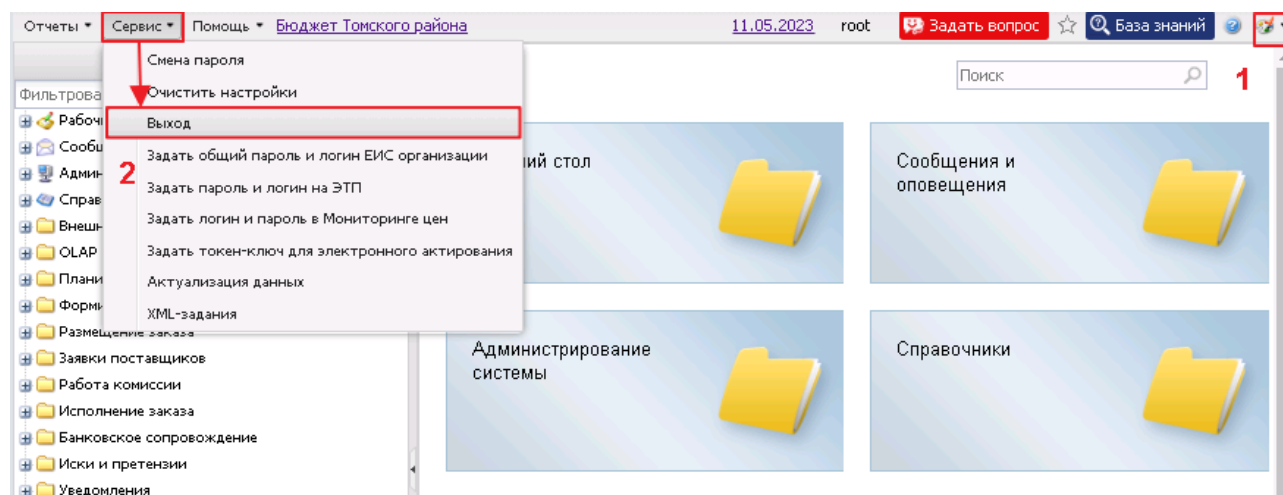 Отчеты Сервис Помощь Бюджет Томского района 11.05.2023 root Задать вопрос База знаний
Смена пароля
Очистить настройки
Выход
Задать общий пароль и логин ЕИС организации
Задать пароль и логин на ЭТП
Задать логин и пароль в Мониторинге цен
Задать токен-ключ для электронного актирования
Актуализация данных
XML-задания
2
Поиск
1
Фильтрова
Рабоч
Сообщ
Админ
Справ
Внешн
OLAP
Плани
Форми
Размещение заказа
Заявки поставщиков
Работа комиссии
Исполнение заказа
Банковское сопровождение
Иски и претензии
Уведомления
ий стол
Сообщения и
оповещения
Администрирование
системы
Справочники